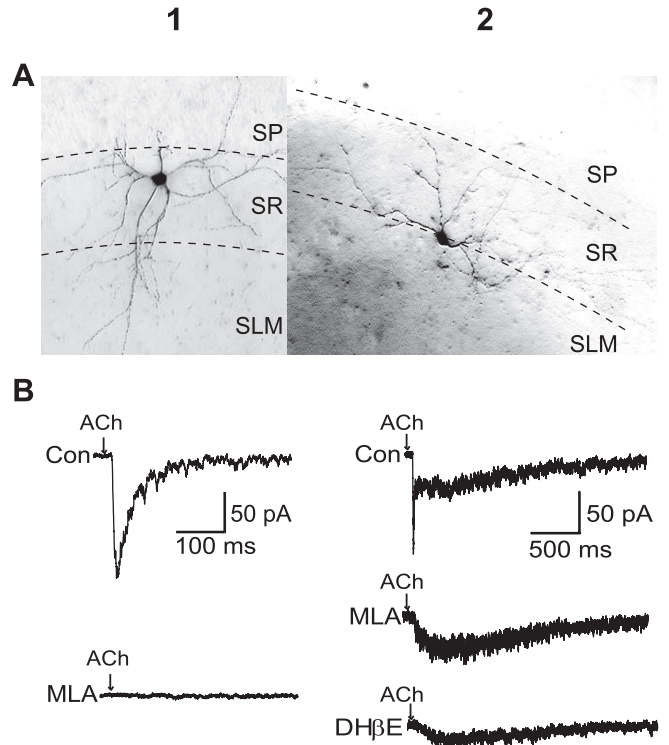 1 2
A
SP
SR
SLM
SP
SR
SLM
B
ACh
Con
50 pA
100 ms
ACh
MLA
ACh
Con
50 pA
500 ms
ACh
MLA
ACh
DHβE